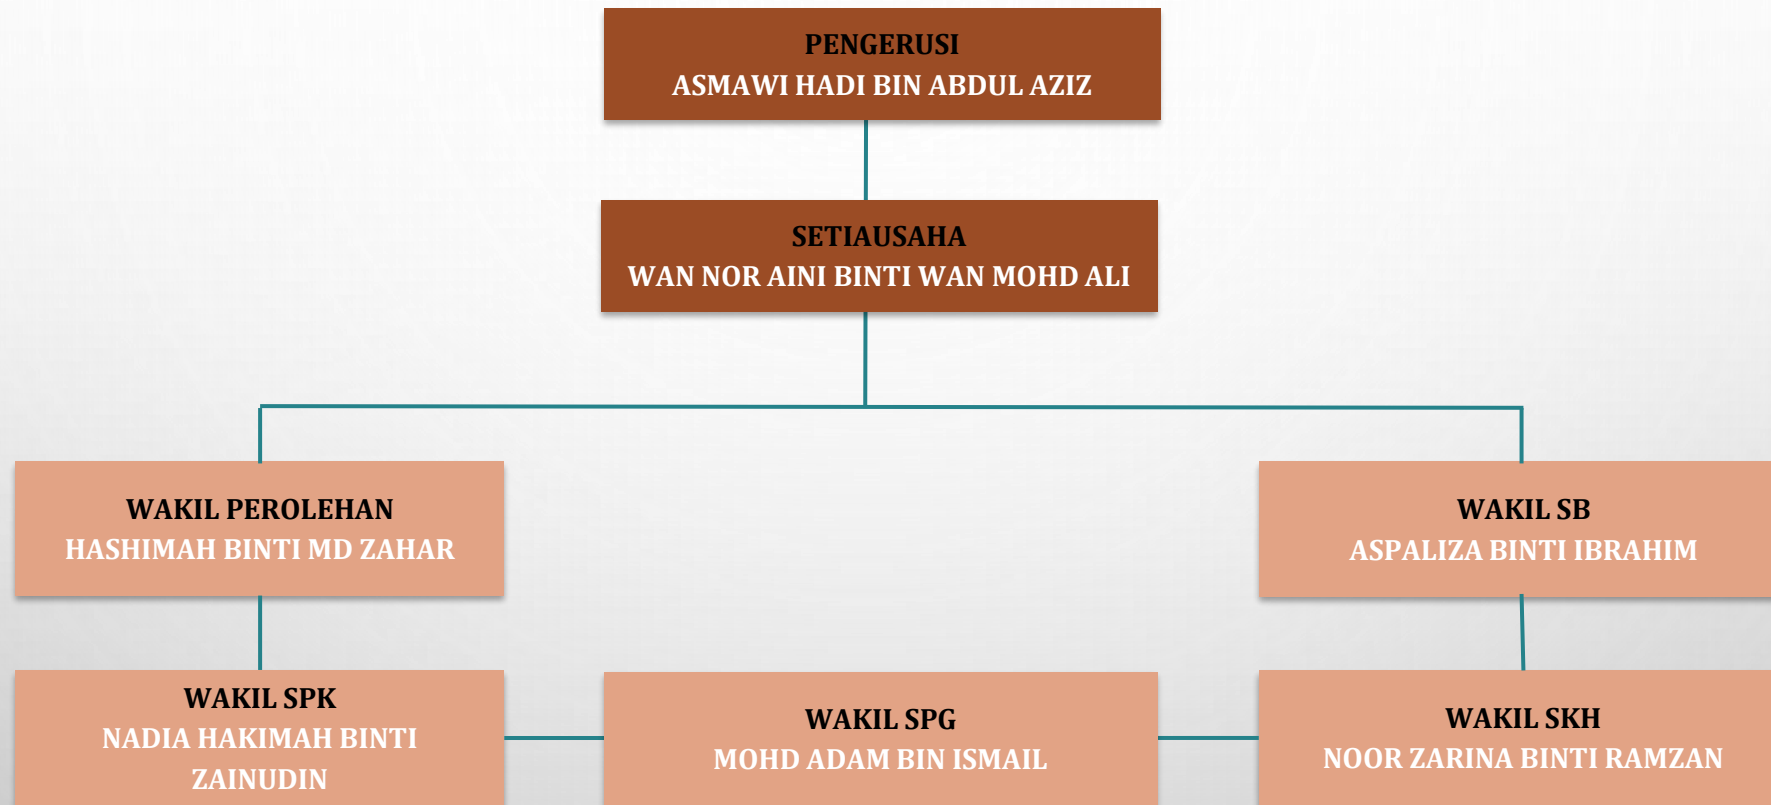 PENGERUSI
ASMAWI HADI BIN ABDUL AZIZ
SETIAUSAHA
WAN NOR AINI BINTI WAN MOHD ALI
WAKIL PEROLEHAN
HASHIMAH BINTI MD ZAHAR
WAKIL SB
ASPALIZA BINTI IBRAHIM
WAKIL SPK
NADIA HAKIMAH BINTI
ZAINUDIN
WAKIL SPG
MOHD ADAM BIN ISMAIL
WAKIL SKH
NOOR ZARINA BINTI RAMZAN